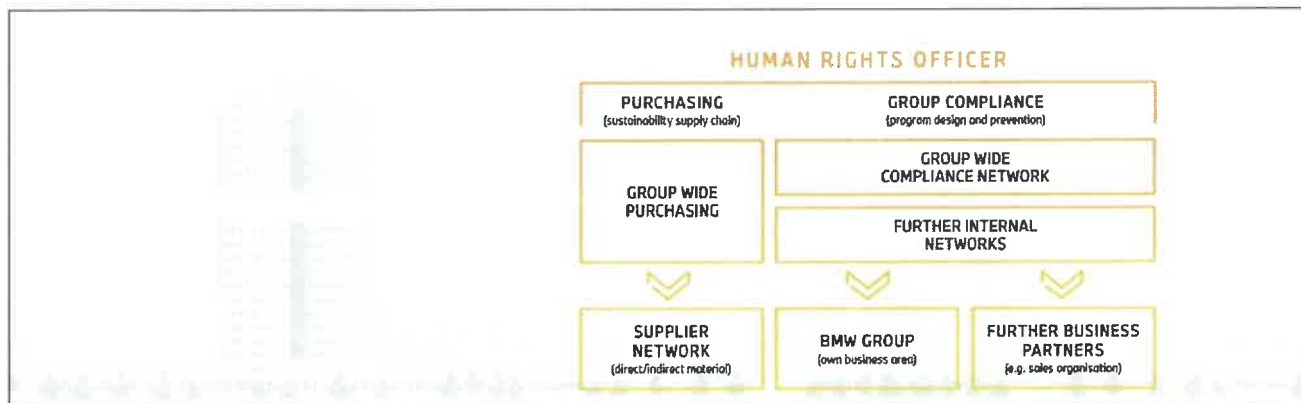 HUMAN RIGHTS OFFICER
PURCHASING
(sustainability supply chain)
GROUP COMPLIANCE
(program design and prevention)
GROUP WIDE
PURCHASING
GROUP WIDE
COMPLIANCE NETWORK
FURTHER INTERNAL
NETWORKS
SUPPLIER
NETWORK
(direct/indirect material)
BMW GROUP
(own business area)
FURTHER BUSINESS
PARTNERS
(e.g. sales organisation)